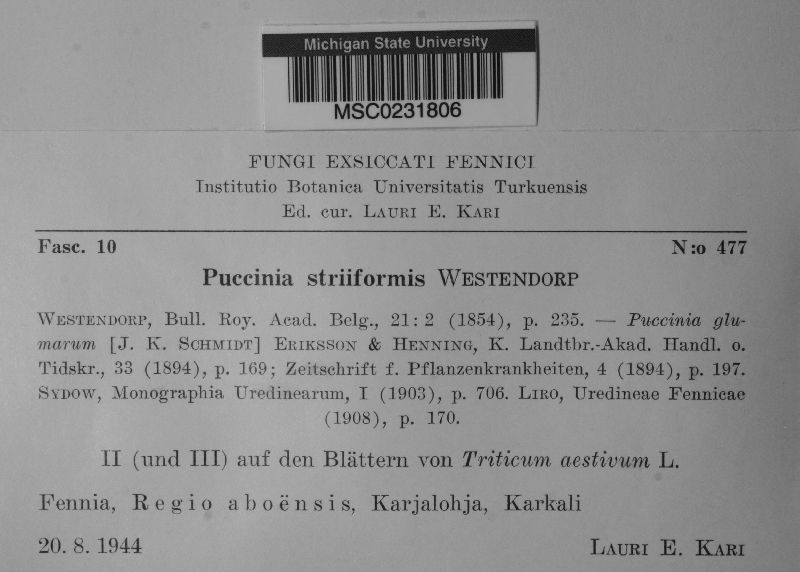 Michigan State University
MSC0231806
FUNGI EXSICCATI FENNICI
Institutio Botanica Universitatis Turkuensis
Ed. cur. LAURI E. KARI
Fasc. 10 N:o 477
Puccinia striiformis WESTENDORP
WESTENDORP, Bull. Roy. Acad. Belg., 21: 2 (1854), p. 235. — Puccinia glu-
marum [J. K. SCHMIDT] ERIKSSON & HENNING, K. Landtbr.-Akad. Handl. o.
Tidskr., 33 (1894), p. 169; Zeitschrift f. Pflanzenkrankheiten, 4 (1894), p. 197.
SYDOW, Monographia Uredinearum, I (1903), p. 706. LIRO, Uredineae Fennicae
(1908), p. 170.
II (und III) auf den Blättern von Triticum aestivum L.
Fennia, Regio aboënsis, Karjalohja, Karkali
20. 8. 1944 LAURI E. KARI